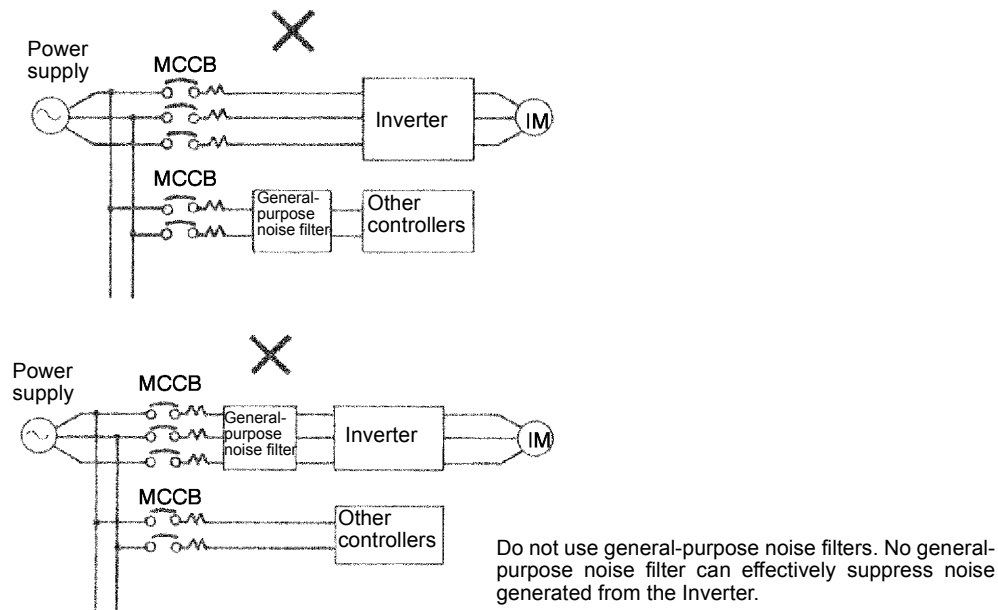 Power
supply
MCCB
Inverter
IM
MCCB
General-
purpose
noise filter
Other
controllers
Power
supply
MCCB
General-
purpose
noise filter
Inverter
IM
MCCB
Other
controllers
Do not use general-purpose noise filters. No general-
purpose noise filter can effectively suppress noise
generated from the Inverter.